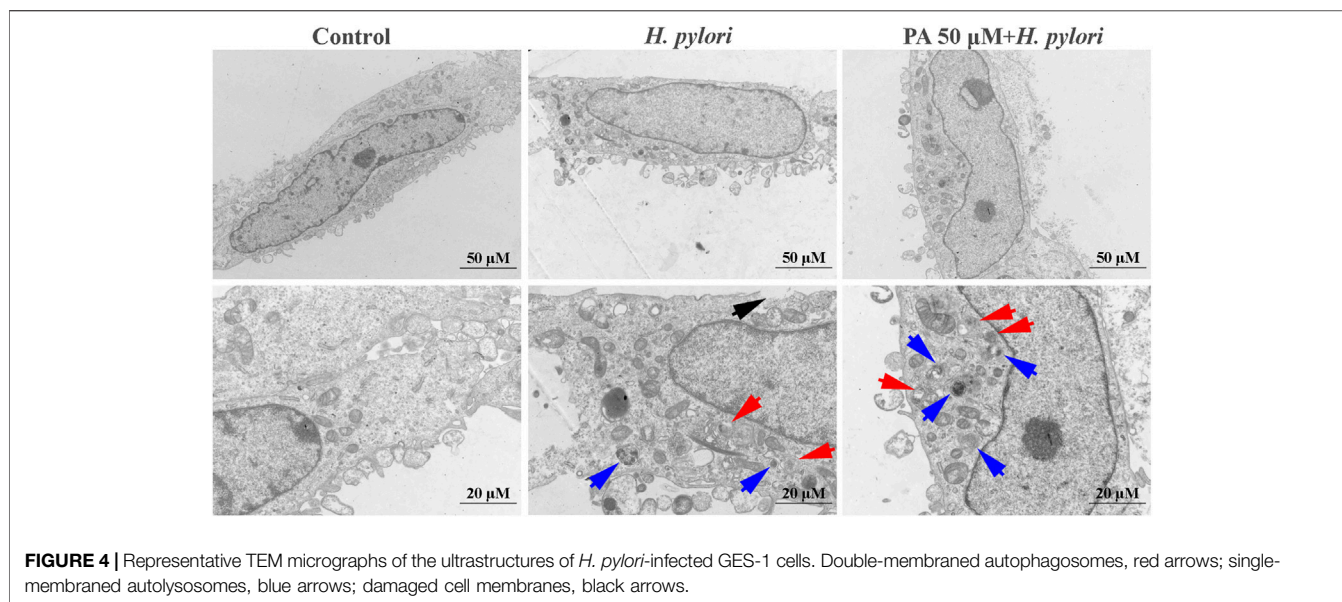 Control
H. pylori
PA 50 µM+H. pylori
50 µM
50 µM
50 µM
20 µM
20 µM
20 µM
FIGURE 4 | Representative TEM micrographs of the ultrastructures of H. pylori-infected GES-1 cells. Double-membraned autophagosomes, red arrows; single-
membraned autolysosomes, blue arrows; damaged cell membranes, black arrows.